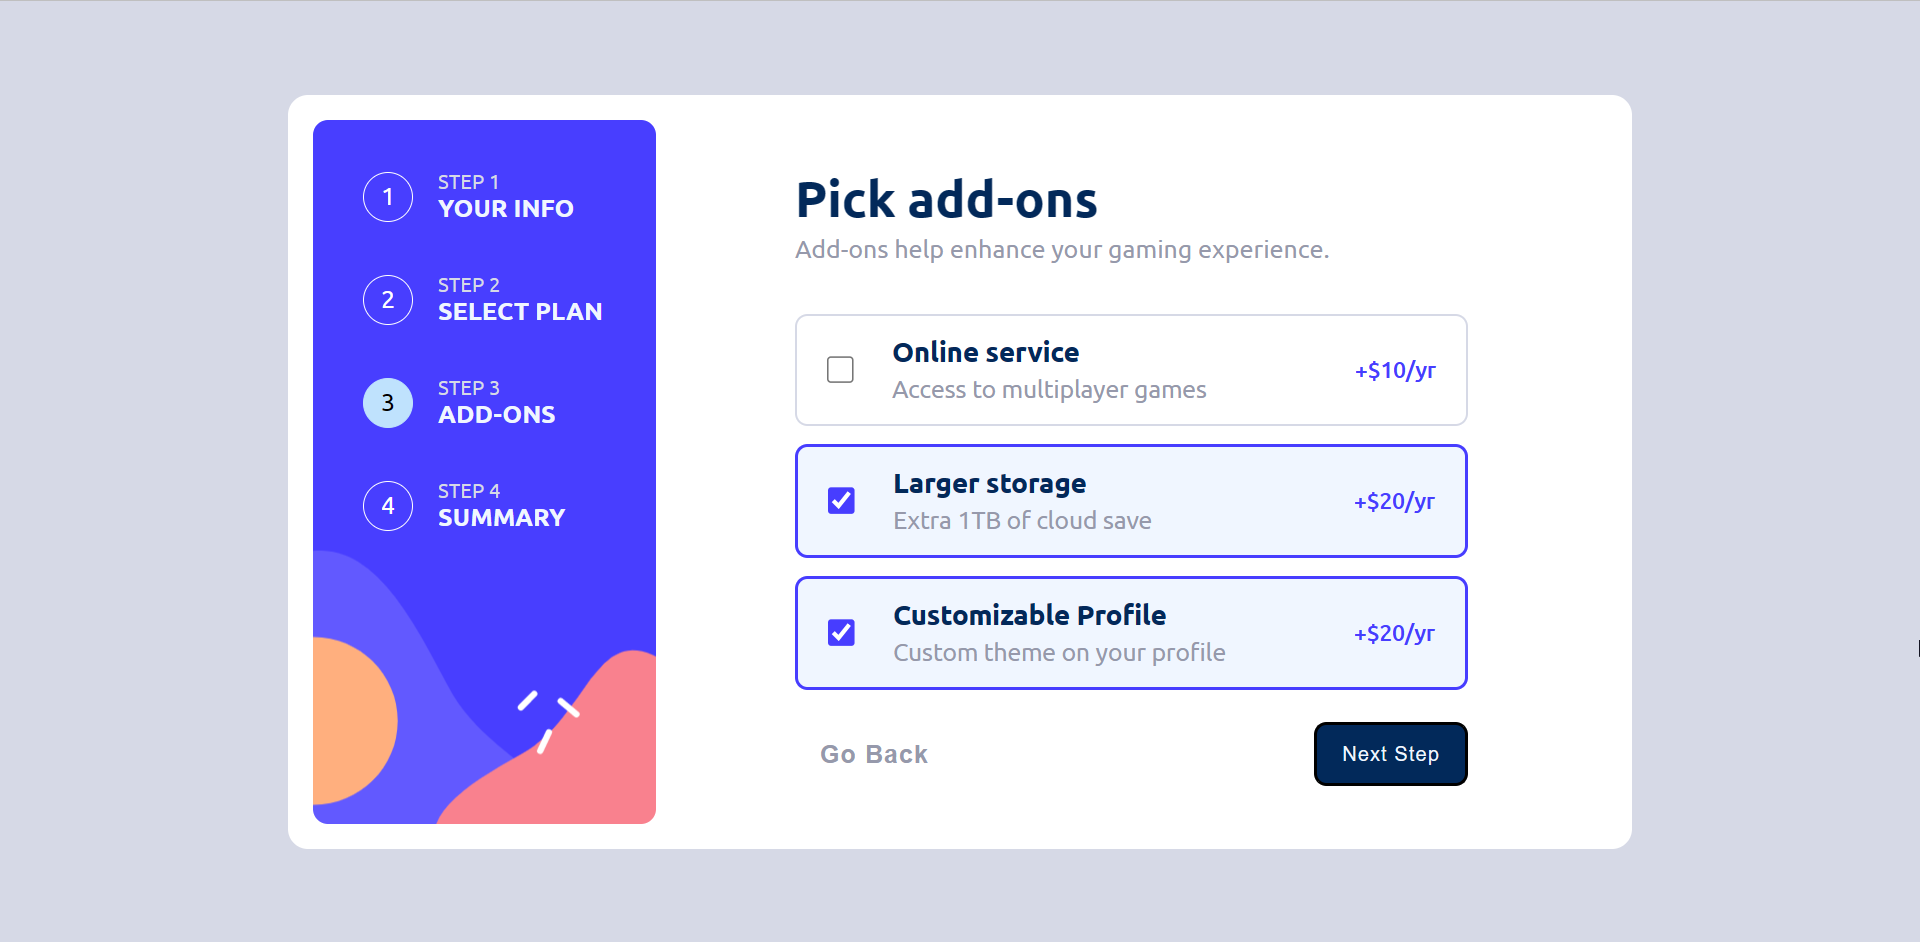 1
STEP 1
YOUR INFO
2
STEP 2
SELECT PLAN
3
STEP 3
ADD-ONS
4
STEP 4
SUMMARY
Pick add-ons
Add-ons help enhance your gaming experience.
Online service
Access to multiplayer games
+$10/yr
Larger storage
Extra 1TB of cloud save
+$20/yr
Customizable Profile
Custom theme on your profile
+$20/yr
Go Back
Next Step